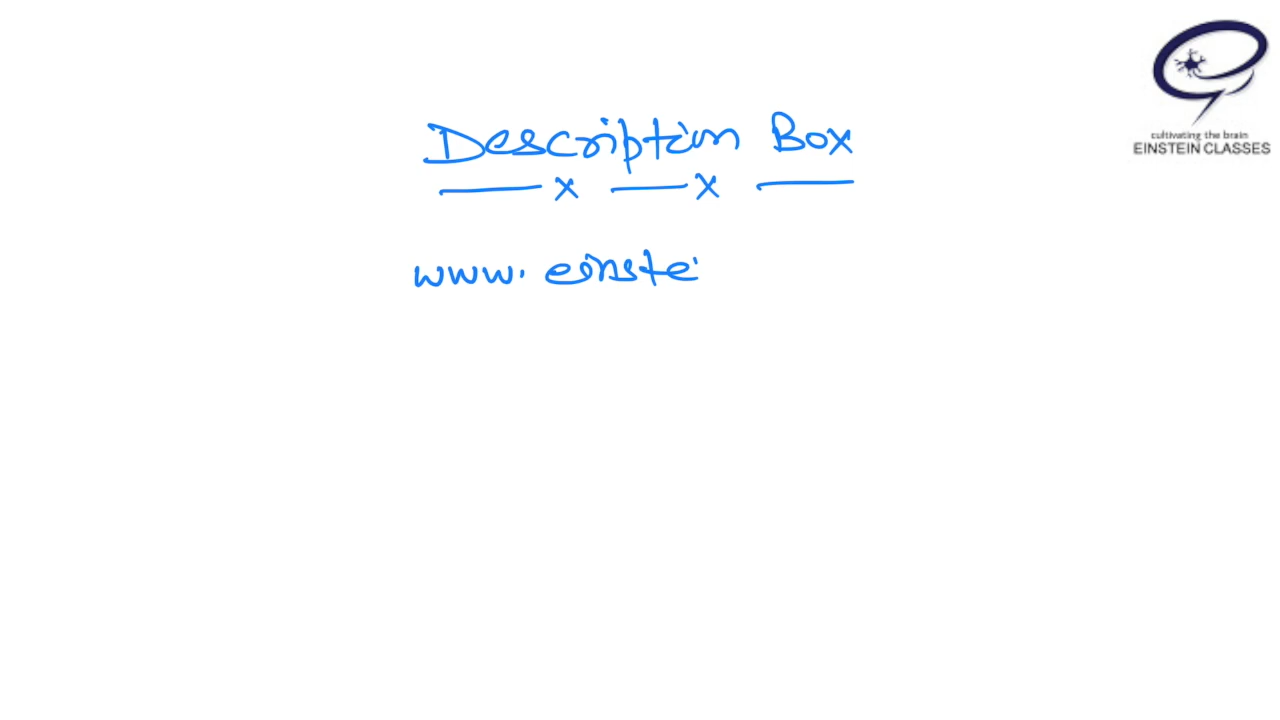 cultivating the brain
EINSTEIN CLASSES
Description Box
x x
www. einste